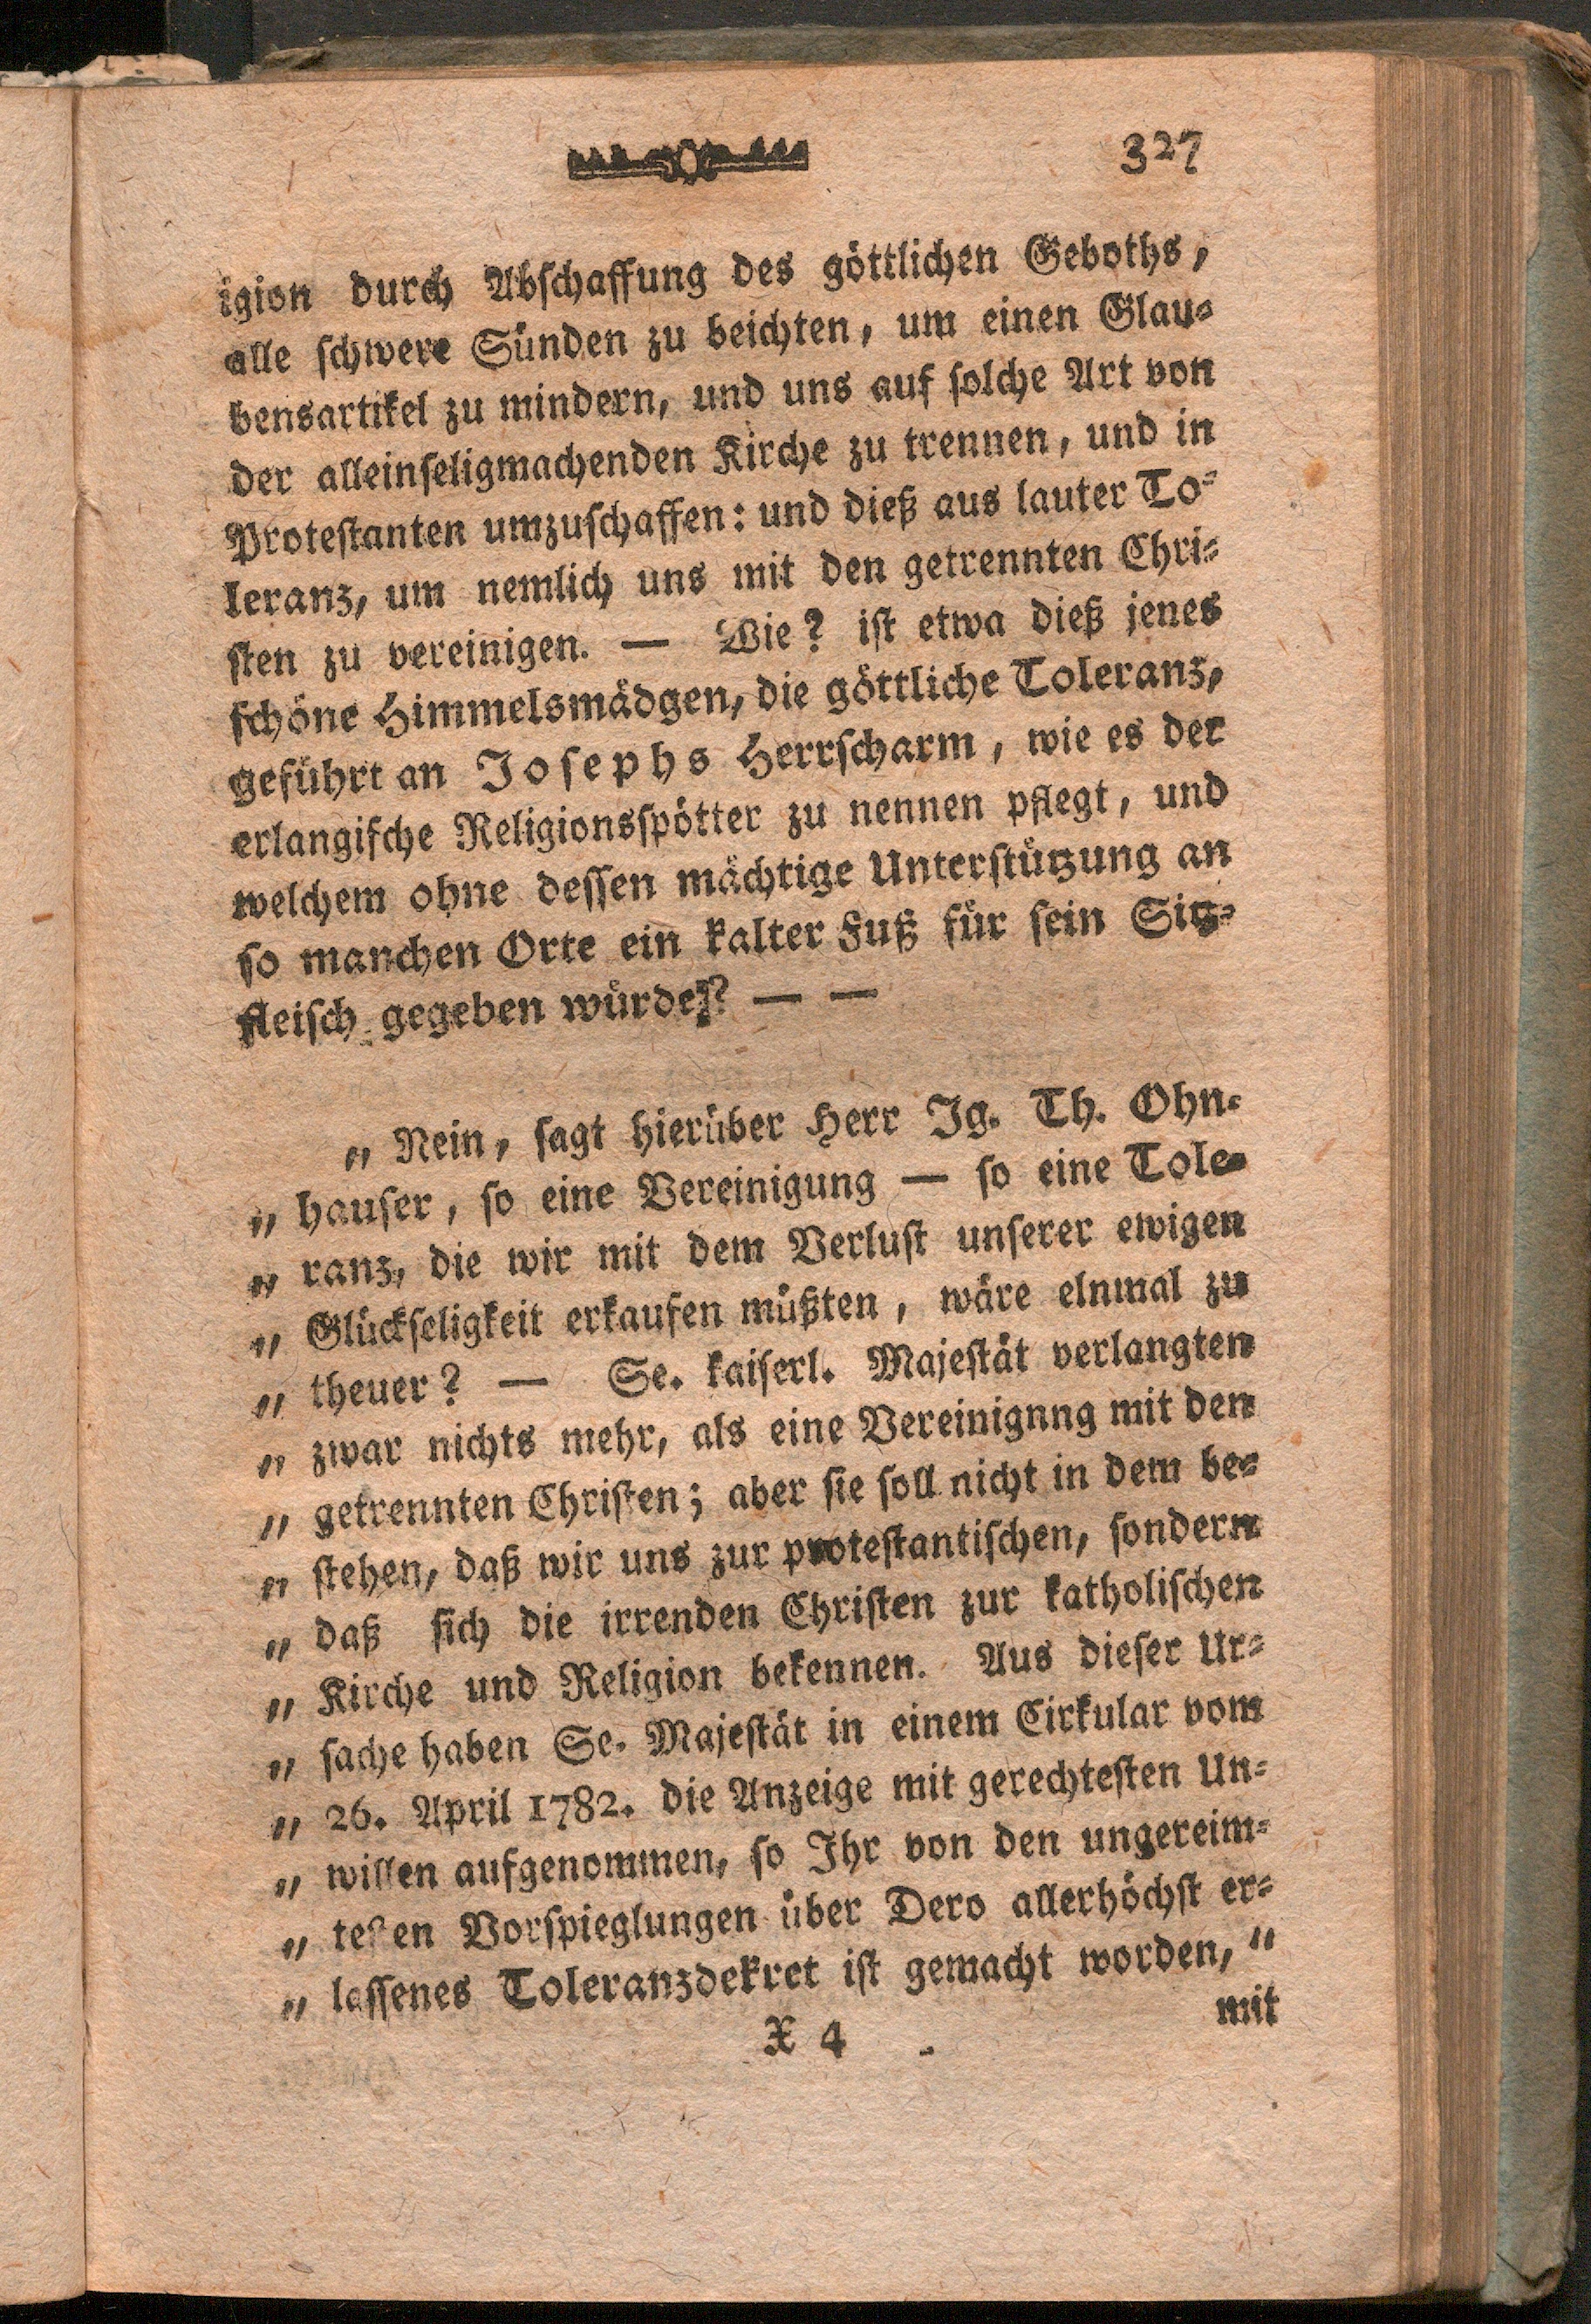 327
igion durch Abschaffung des göttlichen Geboths,
alle schwere Sünden zu beichten, um einen Glau=
bensartikel zu mindern, und uns auf solche Art von
der alleinseligmachenden Kirche zu trennen, und in
Protestanten umzuschaffen: und dieß aus lauter To=
leranz, um nemlich uns mit den getrennten Chri=
sten zu vereinigen. — Wie? ist etwa dieß jenes
schöne Himmelsmädgen, die göttliche Toleranz,
geführt an Josephs Herrscharm, wie es der
erlangische Religionsspötter zu nennen pflegt, und
welchem ohne dessen mächtige Unterstützung an
so manchen Orte ein kalter Fuß für sein Sitz=
fleisch gegeben würde? — —
„ Nein, sagt hierüber Herr Ig. Th. Ohn=
„ hauser, so eine Vereinigung — so eine Tole=
„ ranz, die wir mit dem Verlust unserer ewigen
„ Glückseligkeit erkaufen müßten, wäre elnmal zu
„ theuer? — Se. kaiserl. Majestät verlangten
„ zwar nichts mehr, als eine Vereinignng mit den
„ getrennten Christen; aber sie soll nicht in dem be=
„ stehen, daß wir uns zur protestantischen, sondern
„ daß sich die irrenden Christen zur katholischen
„ Kirche und Religion bekennen. Aus dieser Ur=
„ sache haben Se. Majestät in einem Cirkular vom
„ 26. April 1782. die Anzeige mit gerechtesten Un=
„ willen aufgenommen, so Ihr von den ungereim=
„ testen Vorspieglungen über Dero allerhöchst er=
„ lassenes Toleranzdekret ist gemacht worden, “
X 4
mit